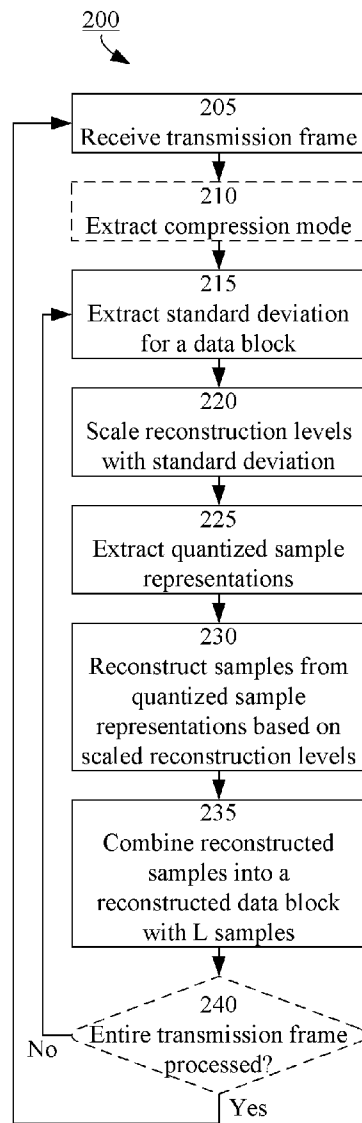 200
205
Receive transmission frame
210
Extract compression mode
215
Extract standard deviation
for a data block
220
Scale reconstruction levels
with standard deviation
225
Extract quantized sample
representations
230
Reconstruct samples from
quantized sample
representations based on
scaled reconstruction levels
235
Combine reconstructed
samples into a
reconstructed data block
with L samples
240
Entire transmission frame
processed?
No
Yes